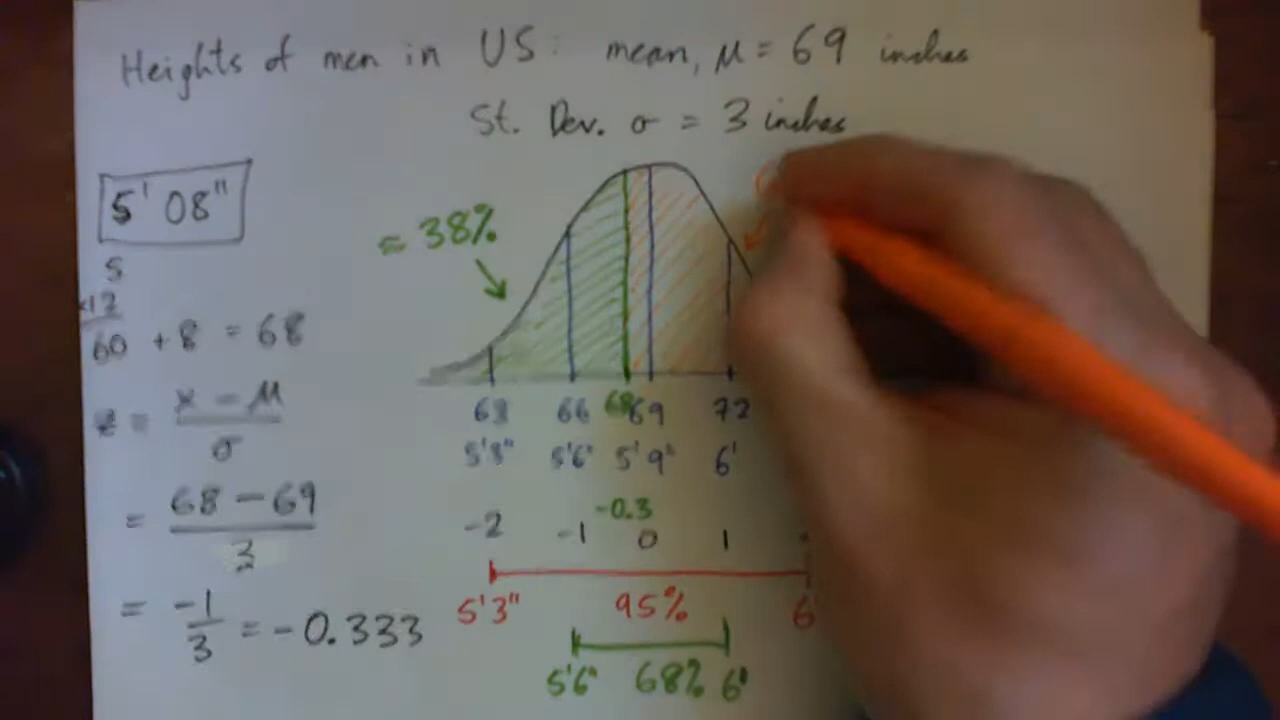 Heights of men in US: mean, μ = 69 inches
St. Dev. σ = 3 inches
5' 08"
= 38%
5
×12
60 + 8 = 68
z = x - μ / σ
= 68 - 69 / 3
= -1/3 = -0.333
63 66 68 69 72
5'3" 5'6" 5'9" 6'
-0.3
-2 -1 0 1
5'3" 95% 6
5'6" 68% 6'